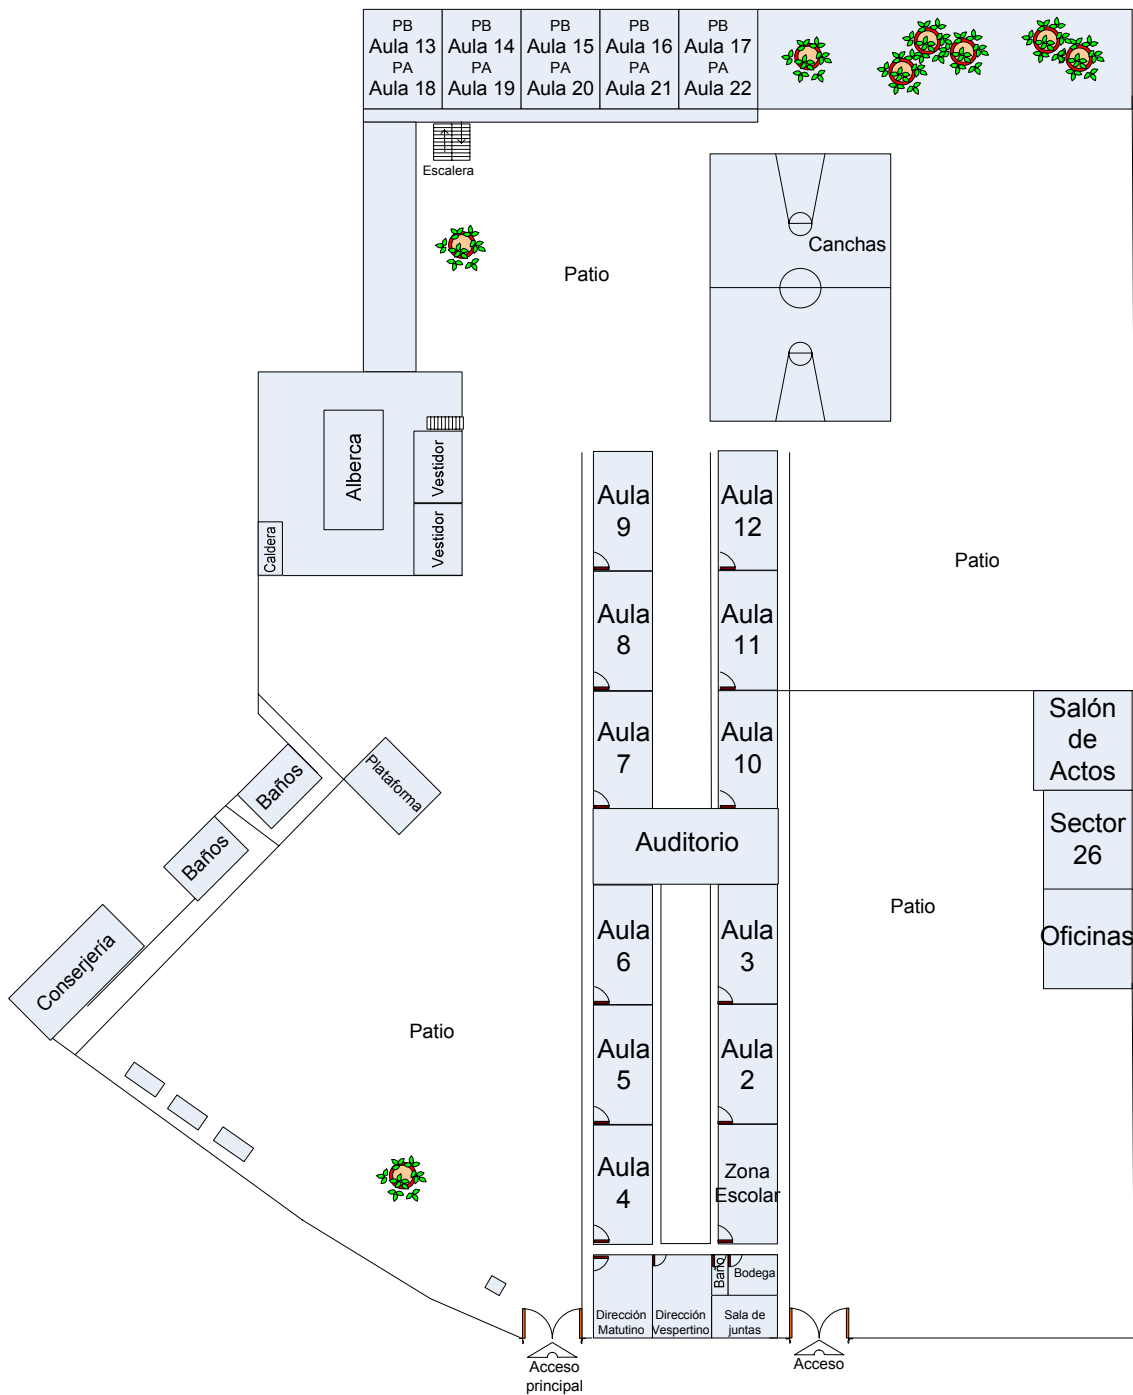 PB
Aula 13
PA
Aula 18
PB
Aula 14
PA
Aula 19
PB
Aula 15
PA
Aula 20
PB
Aula 16
PA
Aula 21
PB
Aula 17
PA
Aula 22
Escalera
Canchas
Patio
Alberca
Vestidor
Vestidor
Caldera
Aula
9
Aula
12
Patio
Aula
8
Aula
11
Aula
7
Aula
10
Salón
de
Actos
Plataforma
Baños
Baños
Auditorio
Sector
26
Patio
Oficinas
Conserjería
Aula
6
Aula
3
Patio
Aula
5
Aula
2
Aula
4
Zona
Escolar
Baño
Bodega
Dirección
Matutino
Dirección
Vespertino
Sala de
juntas
Acceso
principal
Acceso